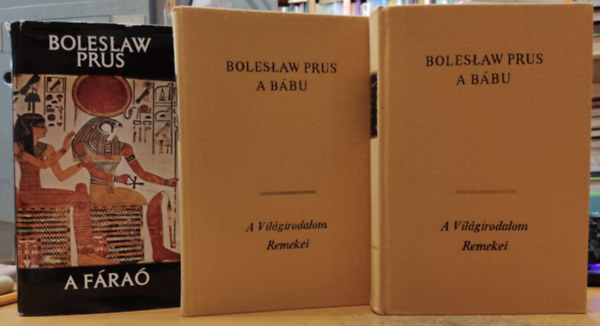 BOLESLAW
PRUS
A FÁRAÓ
BOLESŁAW PRUS
A BÁBU
A Világirodalom
Remekei
BOLESŁAW PRUS
A BÁBU
A Világirodalom
Remekei